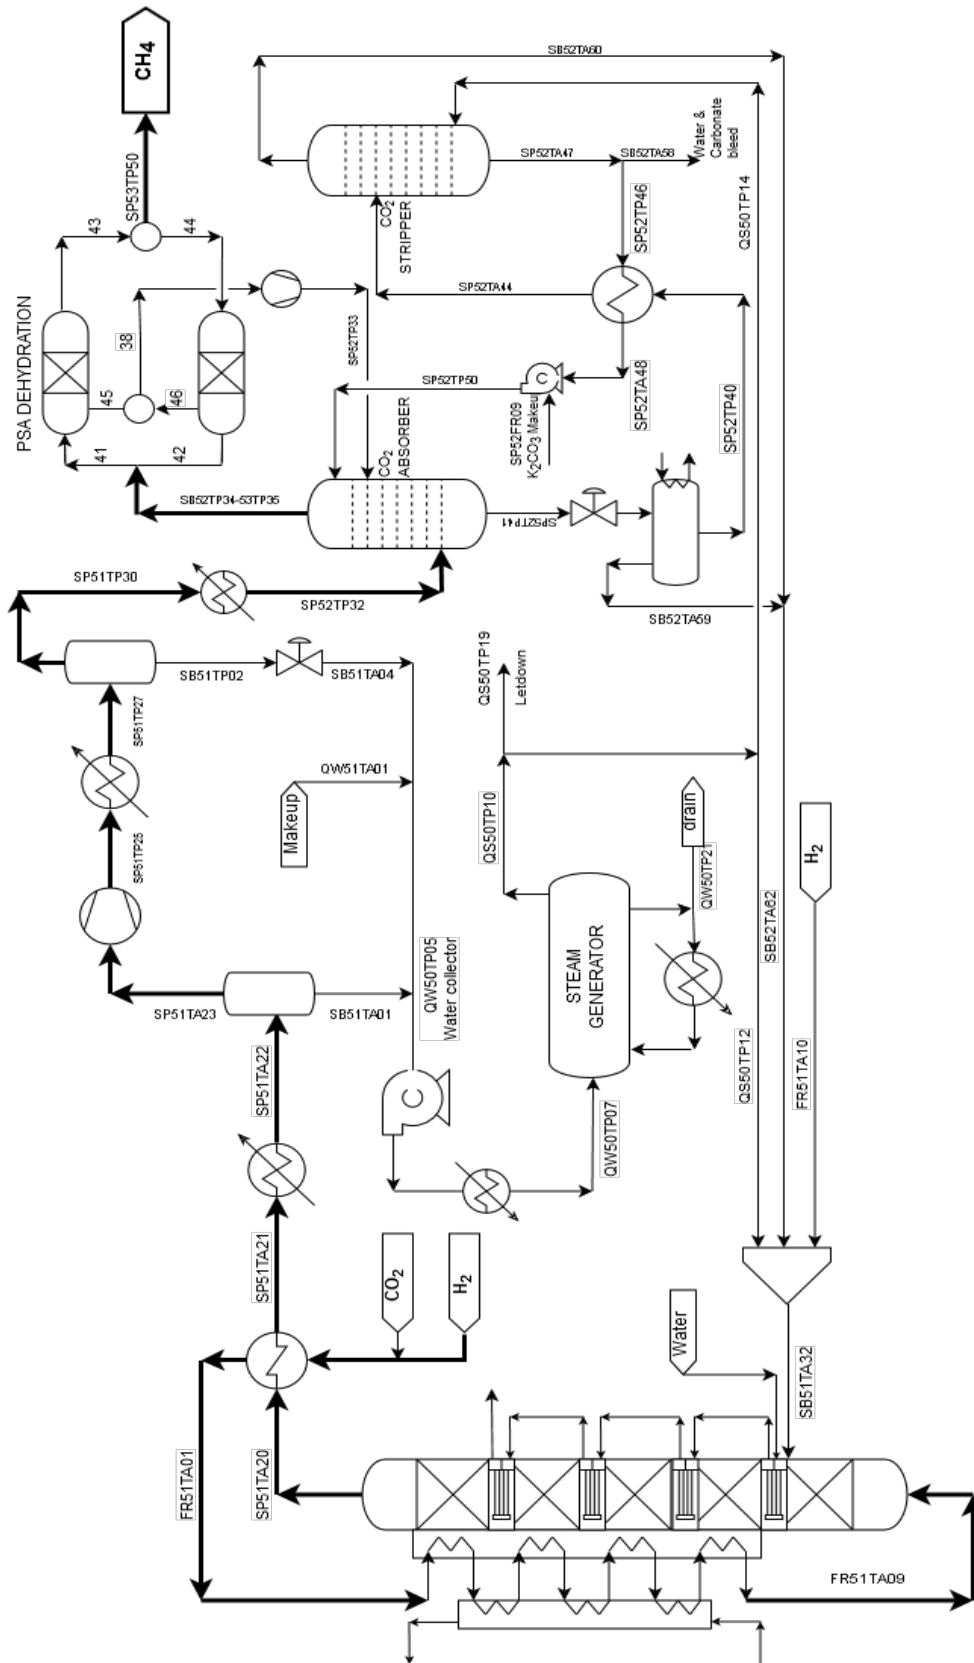 CH4
SB52TA60
SP53TP50
43
44
PSA DEHYDRATION
38
45
46
41
42
SP52TA47
SB52TA58
Water &
Carbonate
bleed
CO2
STRIPPER
SP52TP46
QS50TP14
SP52TA44
SP52TP33
SP52TP50
SP52FR09
K2CO3 Makeu
SP52TA48
SP52TP40
CO2
ABSORBER
SB52TP34-53TP35
SP52TP41
SP51TP30
SP52TP32
SB52TA59
SB51TP02
SB51TA04
QS50TP19
Letdown
SP51TP27
QW51TA01
Makeup
SP51TP25
QS50TP10
drain
QW50TP21
H2
STEAM
GENERATOR
SB52TA62
SP51TA23
SB51TA01
QW50TP05
Water collector
C
SP51TA22
QW50TP07
QS50TP12
FR51TA10
SP51TA21
CO2
H2
Water
SB51TA32
FR51TA01
SP51TA20
FR51TA09
C